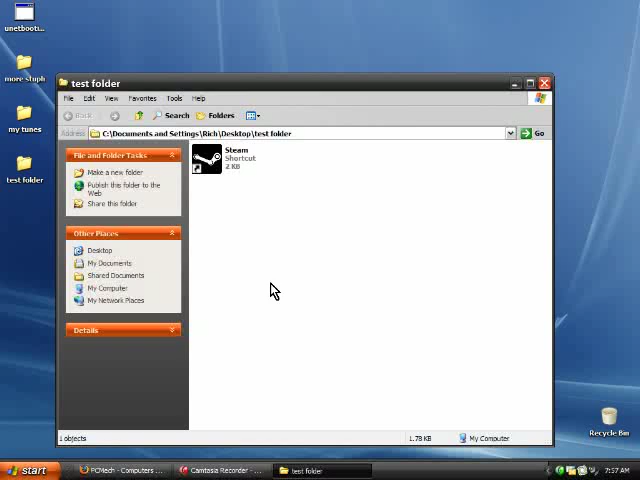 unetbooti...
more stuph
my tunes
test folder
test folder
File Edit View Favorites Tools Help
Back Search Folders
Address C:\Documents and Settings\Rich\Desktop\test folder Go
File and Folder Tasks
Make a new folder
Publish this folder to the
Web
Share this folder
Other Places
Desktop
My Documents
Shared Documents
My Computer
My Network Places
Details
Steam
Shortcut
2 KB
1 objects 1.78 KB My Computer
Recycle Bin
start PCMech - Computers ... Camtasia Recorder - ... test folder 7:57 AM